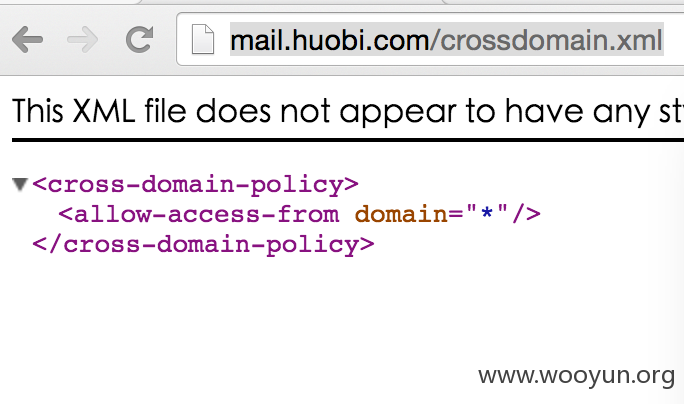 mail.huobi.com/crossdomain.xml
This XML file does not appear to have any st
<cross-domain-policy>
<allow-access-from domain="*"/>
</cross-domain-policy>
www.wooyun.org